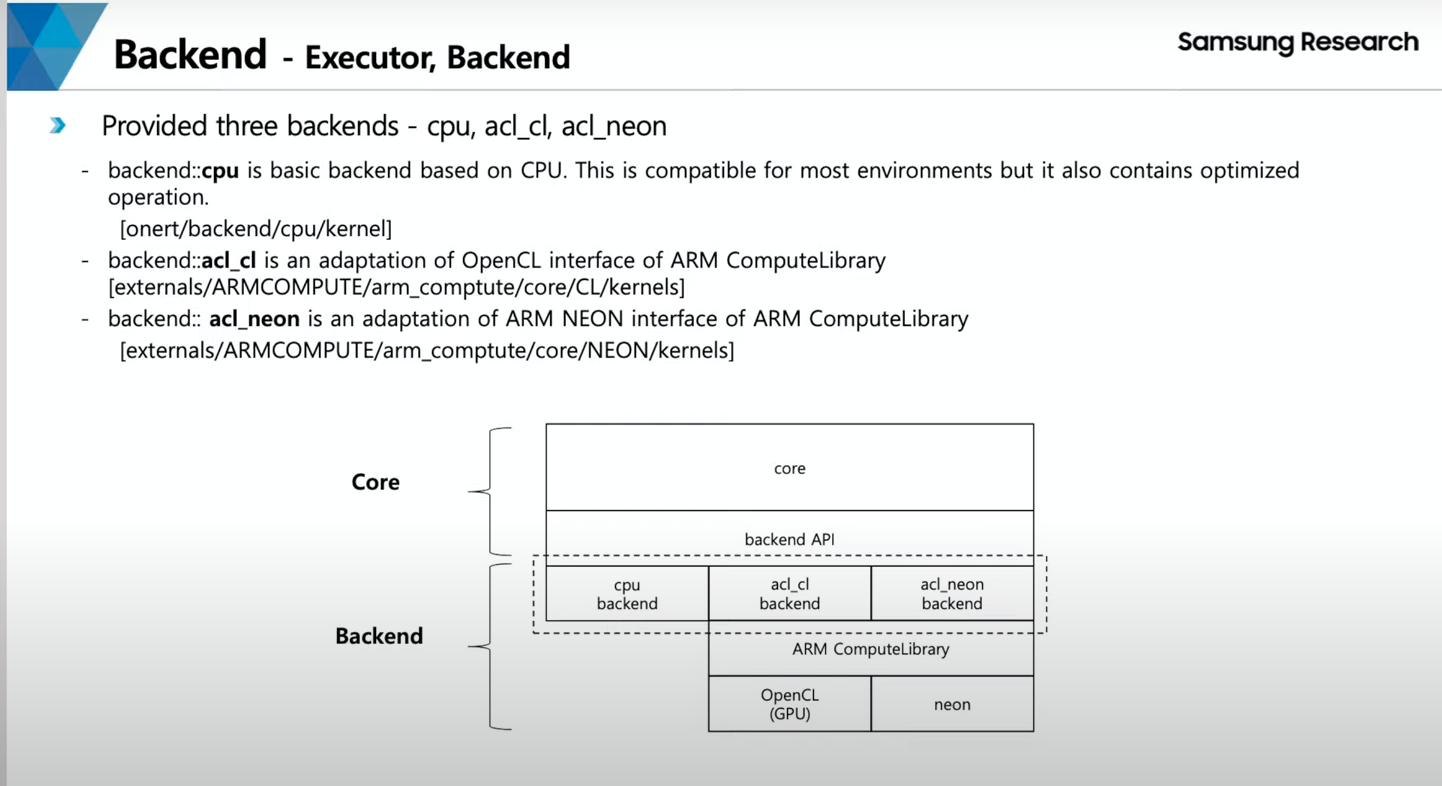 Backend - Executor, Backend
Samsung Research
Provided three backends - cpu, acl_cl, acl_neon
- backend::cpu is basic backend based on CPU. This is compatible for most environments but it also contains optimized
operation.
[onert/backend/cpu/kernel]
- backend::acl_cl is an adaptation of OpenCL interface of ARM ComputeLibrary
[externals/ARMCOMPUTE/arm_comptute/core/CL/kernels]
- backend:: acl_neon is an adaptation of ARM NEON interface of ARM ComputeLibrary
[externals/ARMCOMPUTE/arm_comptute/core/NEON/kernels]
Core
core
backend API
Backend
cpu
backend
acl_cl
backend
acl_neon
backend
ARM ComputeLibrary
OpenCL
(GPU)
neon